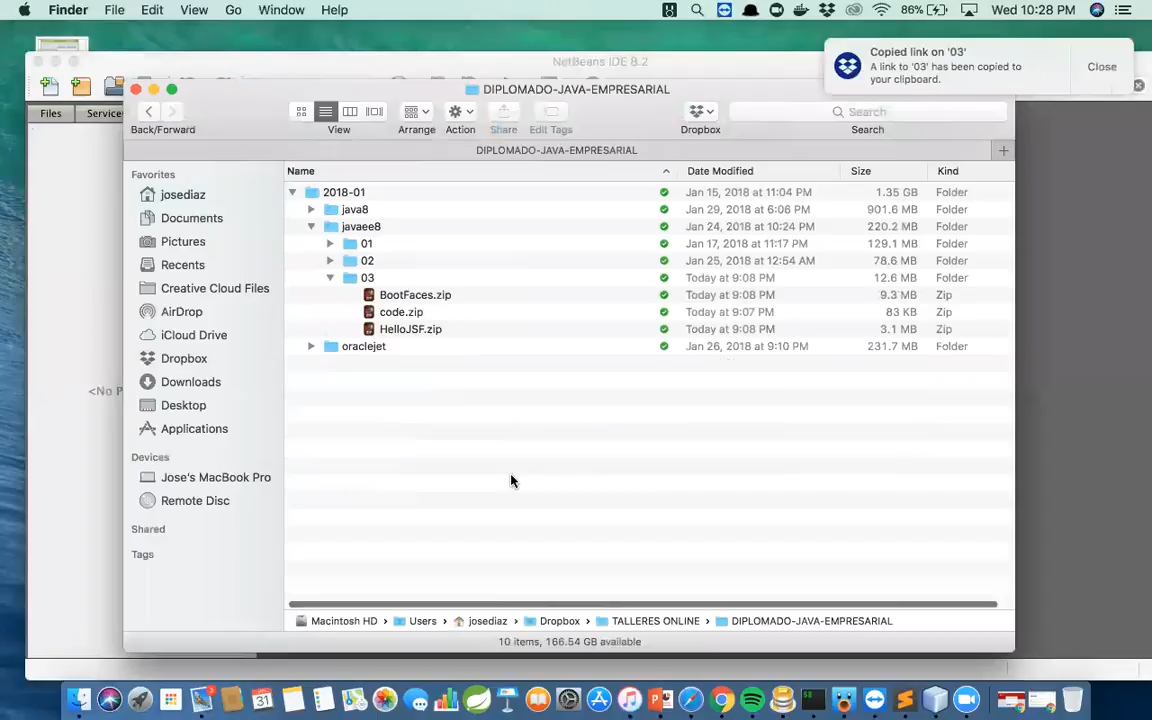 Finder File Edit View Go Window Help 86% Wed 10:28 PM
NetBeans IDE 8.2
Copied link on '03'
A link to '03' has been copied to your clipboard.
Close
Files Service
DIPLOMADO-JAVA-EMPRESARIAL
Search
Back/Forward View Arrange Action Share Edit Tags Dropbox Search
DIPLOMADO-JAVA-EMPRESARIAL
Favorites
josediaz
Documents
Pictures
Recents
Creative Cloud Files
AirDrop
iCloud Drive
Dropbox
Downloads
Desktop
Applications
Devices
Jose's MacBook Pro
Remote Disc
Shared
Tags
Name Date Modified Size Kind
2018-01 Jan 15, 2018 at 11:04 PM 1.35 GB Folder
java8 Jan 29, 2018 at 6:06 PM 901.6 MB Folder
javaee8 Jan 24, 2018 at 10:24 PM 220.2 MB Folder
01 Jan 17, 2018 at 11:17 PM 129.1 MB Folder
02 Jan 25, 2018 at 12:54 AM 78.6 MB Folder
03 Today at 9:08 PM 12.6 MB Folder
BootFaces.zip Today at 9:08 PM 9.3 MB Zip
code.zip Today at 9:07 PM 83 KB Zip
HelloJSF.zip Today at 9:08 PM 3.1 MB Zip
oraclejet Jan 26, 2018 at 9:10 PM 231.7 MB Folder
<No P
Macintosh HD › Users › josediaz › Dropbox › TALLERES ONLINE › DIPLOMADO-JAVA-EMPRESARIAL
10 items, 166.54 GB available
31